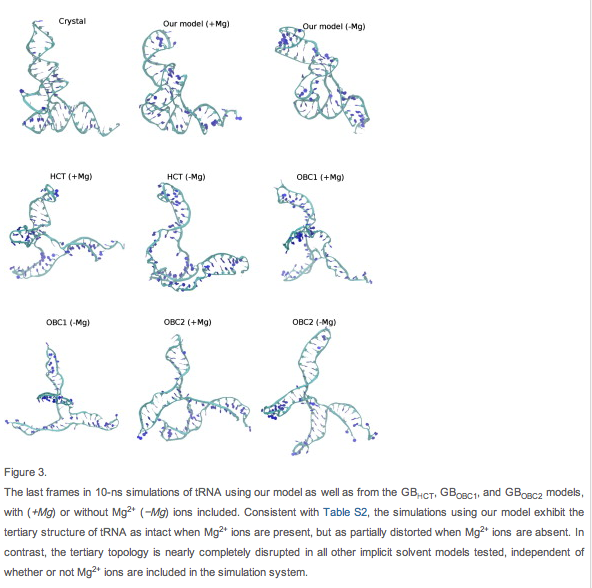 Crystal
Our model (+Mg)
Our model (-Mg)
HCT (+Mg)
HCT (-Mg)
OBC1 (+Mg)
OBC1 (-Mg)
OBC2 (+Mg)
OBC2 (-Mg)
Figure 3.
The last frames in 10-ns simulations of tRNA using our model as well as from the GBHCT, GBOBC1, and GBOBC2 models,
with (+Mg) or without Mg2+ (−Mg) ions included. Consistent with Table S2, the simulations using our model exhibit the
tertiary structure of tRNA as intact when Mg2+ ions are present, but as partially distorted when Mg2+ ions are absent. In
contrast, the tertiary topology is nearly completely disrupted in all other implicit solvent models tested, independent of
whether or not Mg2+ ions are included in the simulation system.